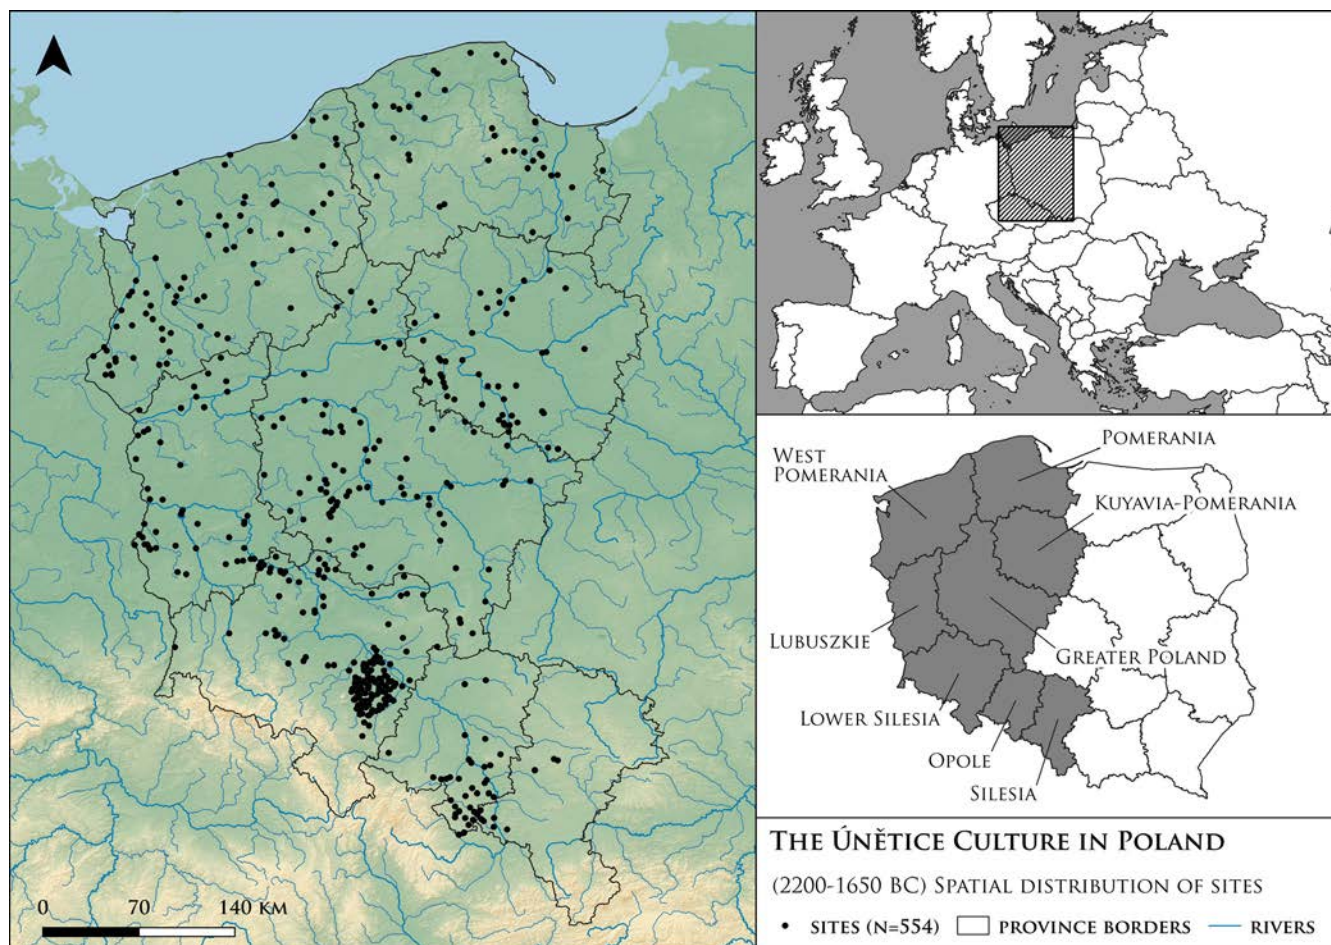 0 70 140 KM
POMERANIA
WEST
POMERANIA
KUYAVIA-POMERANIA
LUBUSZKIE
GREATER POLAND
LOWER SILESIA
OPOLE
SILESIA
THE ÚNĚTICE CULTURE IN POLAND
(2200-1650 BC) SPATIAL DISTRIBUTION OF SITES
SITES (N=554) PROVINCE BORDERS RIVERS